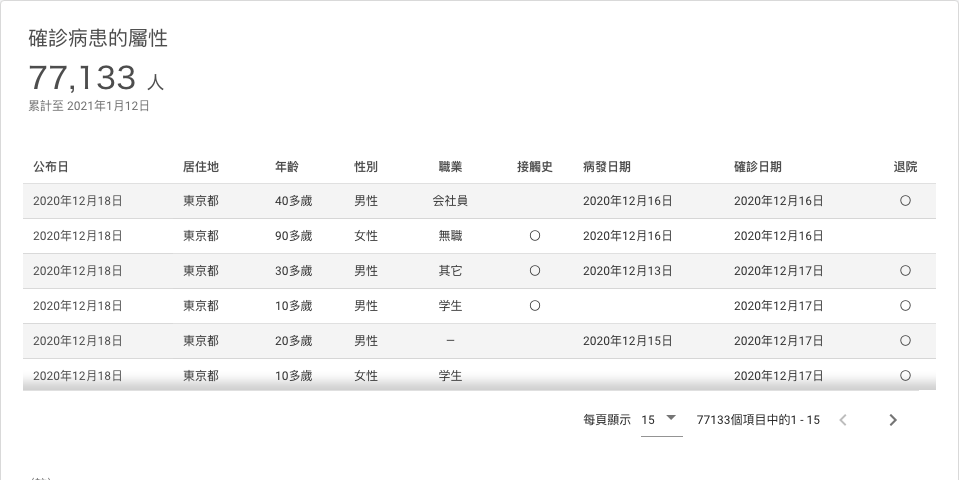 確診病患的屬性
77,133 人
累計至 2021年1月12日
公布日 居住地 年齡 性別 職業 接觸史 病發日期 確診日期 退院
2020年12月18日 東京都 40多歲 男性 会社員 2020年12月16日 2020年12月16日 〇
2020年12月18日 東京都 90多歲 女性 無職 〇 2020年12月16日 2020年12月16日
2020年12月18日 東京都 30多歲 男性 其它 〇 2020年12月13日 2020年12月17日 〇
2020年12月18日 東京都 10多歲 男性 学生 〇 2020年12月17日 〇
2020年12月18日 東京都 20多歲 男性 － 2020年12月15日 2020年12月17日 〇
2020年12月18日 東京都 10多歲 女性 学生 2020年12月17日 〇
每頁顯示 15 77133個項目中的1 - 15